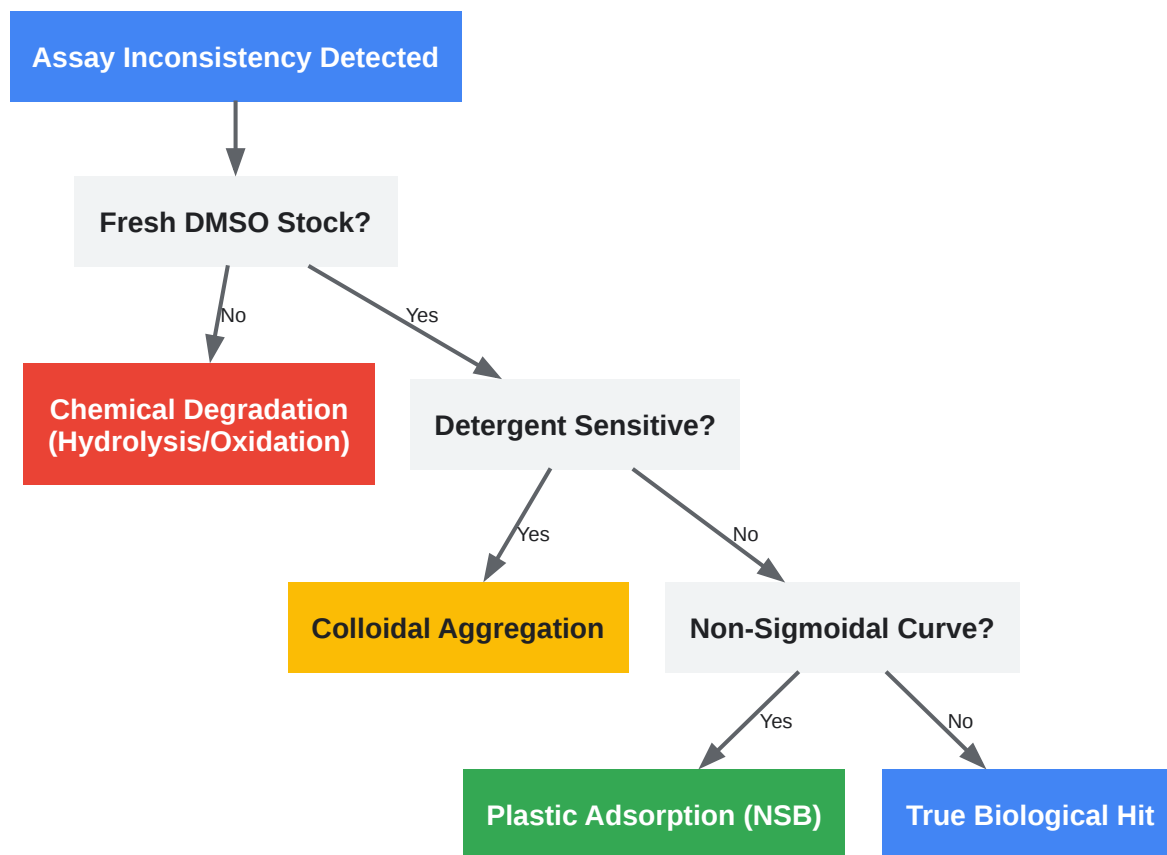 Assay Inconsistency Detected
Fresh DMSO Stock?
No
Yes
Chemical Degradation
(Hydrolysis/Oxidation)
Detergent Sensitive?
Yes
No
Colloidal Aggregation
Non-Sigmoidal Curve?
Yes
No
Plastic Adsorption (NSB)
True Biological Hit